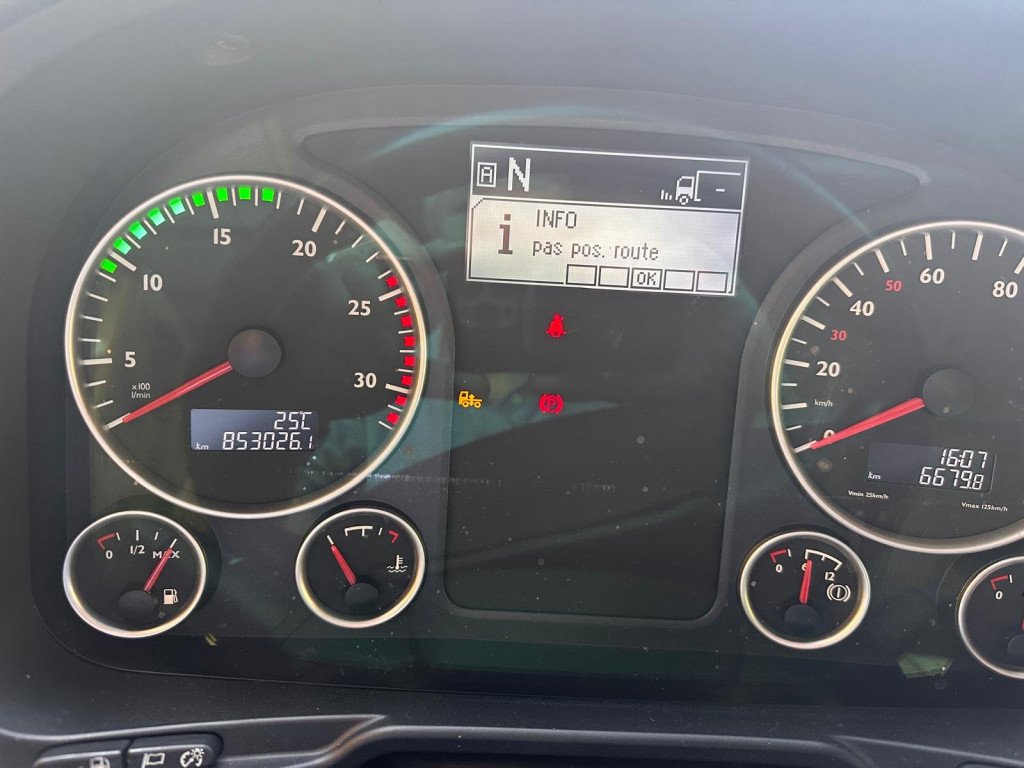 A N -
i INFO
pas pos. route
OK
5
10
15
20
25
30
x100
l/min
25°C
km 853026.1
0
20
30
40
50
60
80
km/h
16:07
km 6679.8
Vmin 25km/h
Vmax 125km/h
P
0 1/2 MAX
0 6 12
0